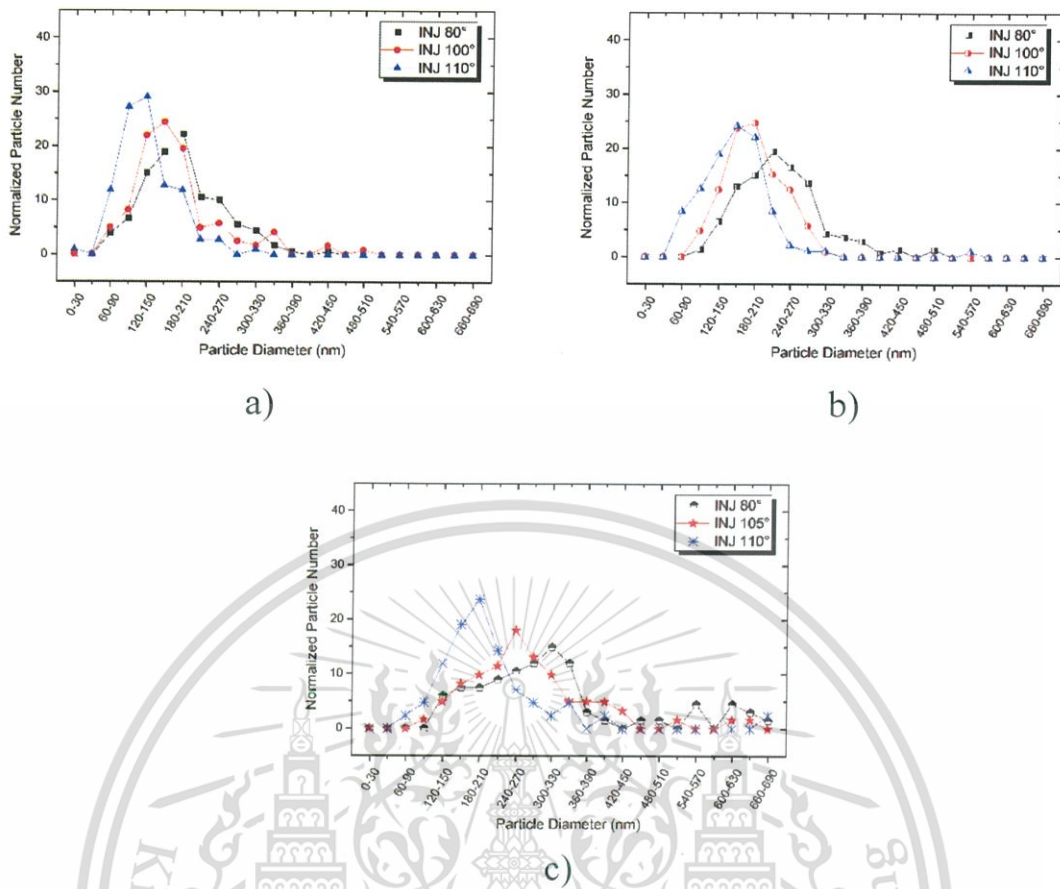 40
30
20
10
0
Normalized Particle Number
INJ 80°
INJ 100°
INJ 110°
0-30
60-90
120-150
180-210
240-270
300-330
360-390
420-450
480-510
540-570
600-630
660-690
Particle Diameter (nm)
a)
40
30
20
10
0
Normalized Particle Number
INJ 80°
INJ 100°
INJ 110°
0-30
60-90
120-150
180-210
240-270
300-330
360-390
420-450
480-510
540-570
600-630
660-690
Particle Diameter (nm)
b)
40
30
20
10
0
Normalized Particle Number
INJ 80°
INJ 105°
INJ 110°
0-30
60-90
120-150
180-210
240-270
300-330
360-390
420-450
480-510
540-570
600-630
660-690
Particle Diameter (nm)
c)